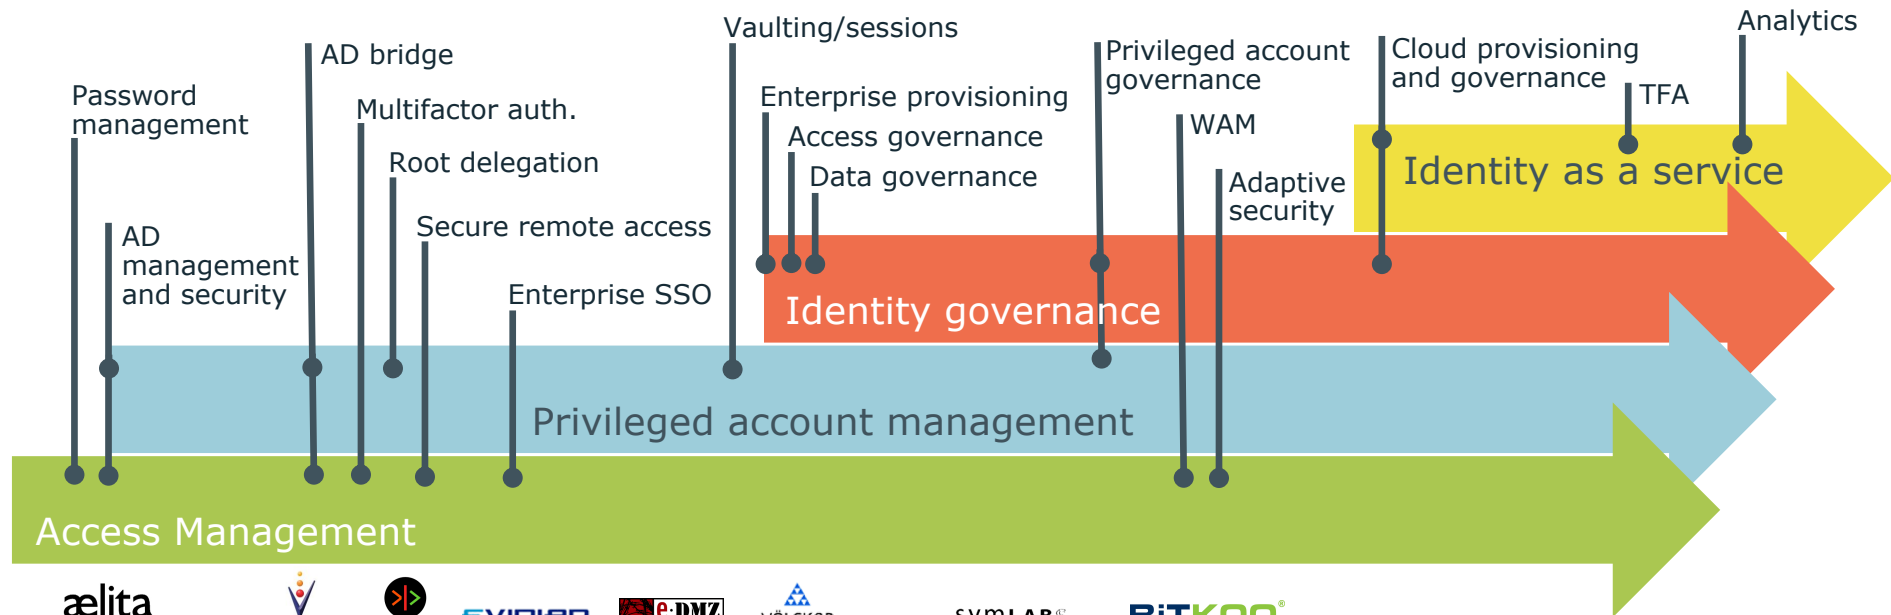 Password
management
AD
management
and security
AD bridge
Multifactor auth.
Root delegation
Secure remote access
Enterprise SSO
Vaulting/sessions
Enterprise provisioning
Access governance
Data governance
Privileged account
governance
WAM
Adaptive
security
Cloud provisioning
and governance
TFA
Analytics
Identity as a service
Identity governance
Privileged account management
Access Management
ælita
e·DMZ
symLABS
BiTKOO®